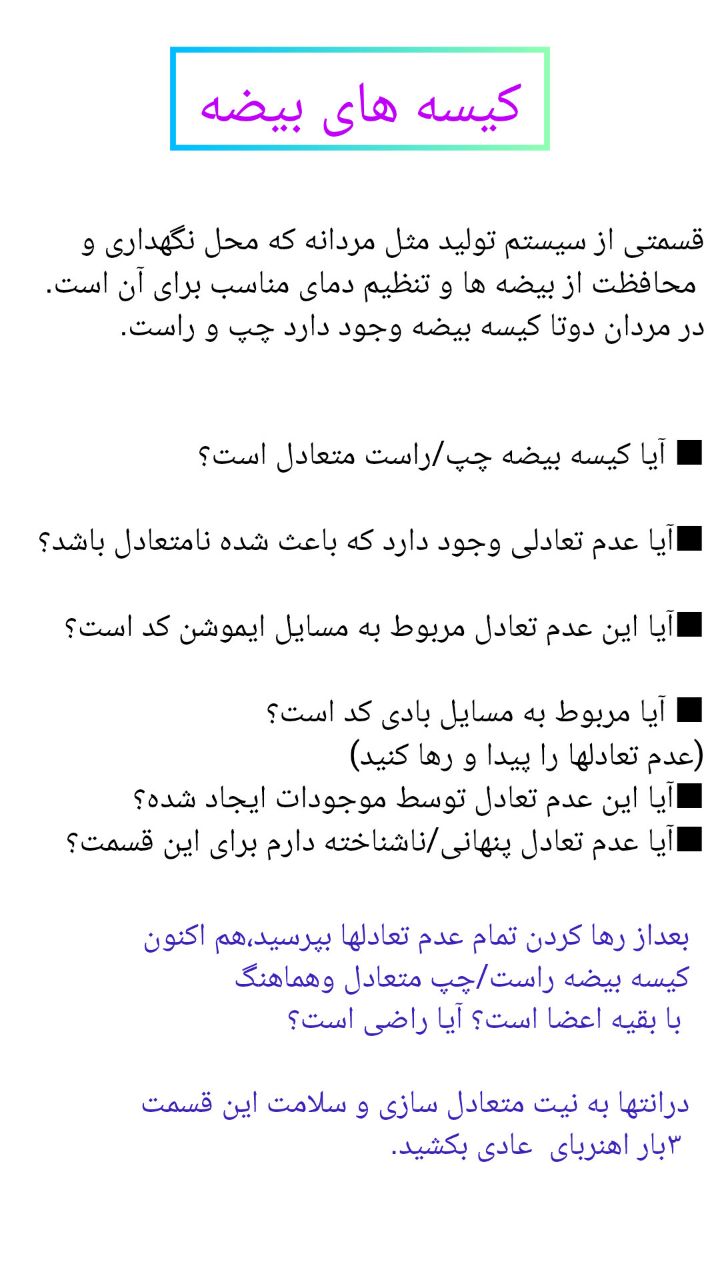 کیسه های بیضه
قسمتی از سیستم تولید مثل مردانه که محل نگهداری و
محافظت از بیضه ها و تنظیم دمای مناسب برای آن است.
در مردان دوتا کیسه بیضه وجود دارد چپ و راست.
■ آیا کیسه بیضه چپ/راست متعادل است؟
■آیا عدم تعادلی وجود دارد که باعث شده نامتعادل باشد؟
■آیا این عدم تعادل مربوط به مسایل ایموشن کد است؟
■ آیا مربوط به مسایل بادی کد است؟
(عدم تعادلها را پیدا و رها کنید)
■آیا این عدم تعادل توسط موجودات ایجاد شده؟
■آیا عدم تعادل پنهانی/ناشناخته دارم برای این قسمت؟
بعداز رها کردن تمام عدم تعادلها بپرسید،هم اکنون
کیسه بیضه راست/چپ متعادل وهماهنگ
با بقیه اعضا است؟ آیا راضی است؟
درانتها به نیت متعادل سازی و سلامت این قسمت
۳بار اهنربای  عادی بکشید.